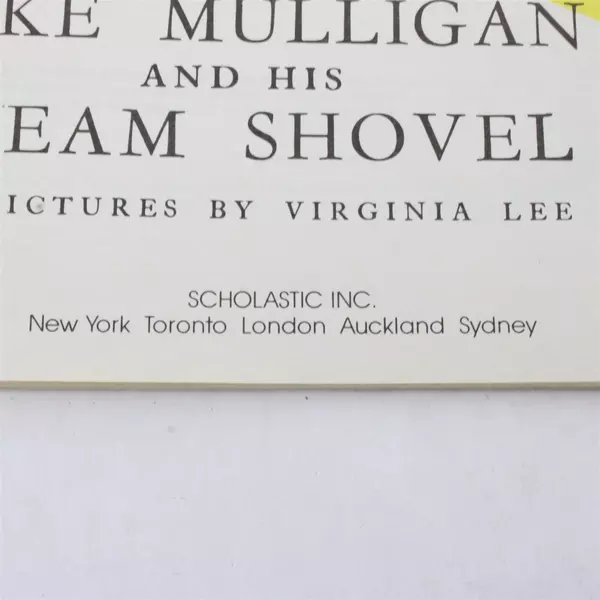 KE MULLIGAN
AND HIS
EAM SHOVEL
ICTURES BY VIRGINIA LEE
SCHOLASTIC INC.
New York Toronto London Auckland Sydney